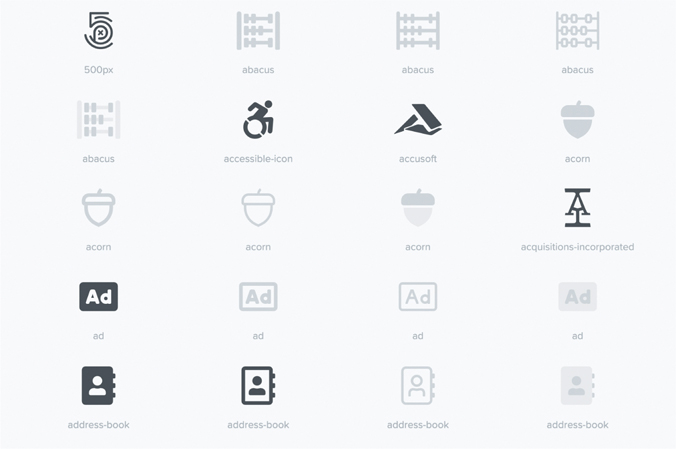 500px
abacus
abacus
abacus
abacus
accessible-icon
accusoft
acorn
acorn
acorn
acorn
acquisitions-incorporated
Ad
Ad
Ad
Ad
ad
ad
ad
ad
address-book
address-book
address-book
address-book